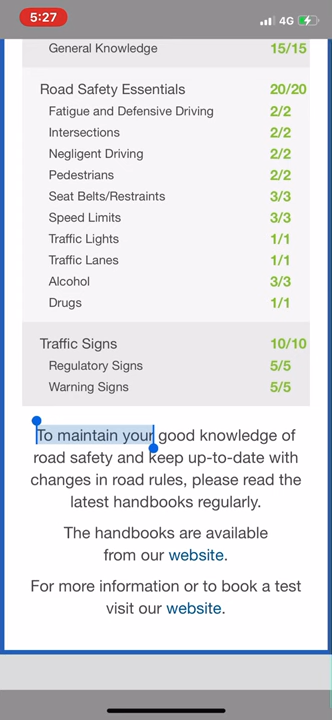 5:27
4G
General Knowledge 15/15
Road Safety Essentials 20/20
Fatigue and Defensive Driving 2/2
Intersections 2/2
Negligent Driving 2/2
Pedestrians 2/2
Seat Belts/Restraints 3/3
Speed Limits 3/3
Traffic Lights 1/1
Traffic Lanes 1/1
Alcohol 3/3
Drugs 1/1
Traffic Signs 10/10
Regulatory Signs 5/5
Warning Signs 5/5
To maintain your good knowledge of
road safety and keep up-to-date with
changes in road rules, please read the
latest handbooks regularly.
The handbooks are available
from our website.
For more information or to book a test
visit our website.